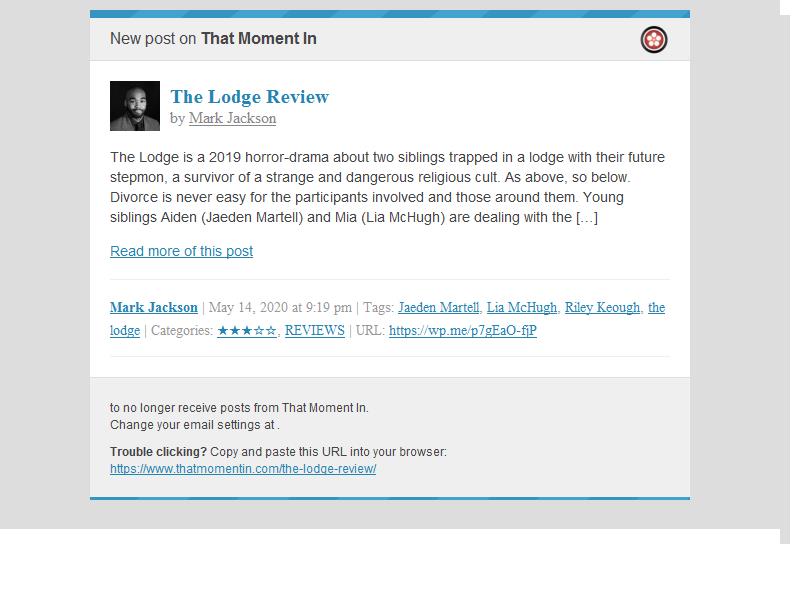 New post on That Moment In
The Lodge Review
by Mark Jackson
The Lodge is a 2019 horror-drama about two siblings trapped in a lodge with their future
stepmon, a survivor of a strange and dangerous religious cult. As above, so below.
Divorce is never easy for the participants involved and those around them. Young
siblings Aiden (Jaeden Martell) and Mia (Lia McHugh) are dealing with the […]
Read more of this post
Mark Jackson | May 14, 2020 at 9:19 pm | Tags: Jaeden Martell, Lia McHugh, Riley Keough, the
lodge | Categories: ★★★☆☆, REVIEWS | URL: https://wp.me/p7gEaO-fjP
to no longer receive posts from That Moment In.
Change your email settings at .
Trouble clicking? Copy and paste this URL into your browser:
https://www.thatmomentin.com/the-lodge-review/